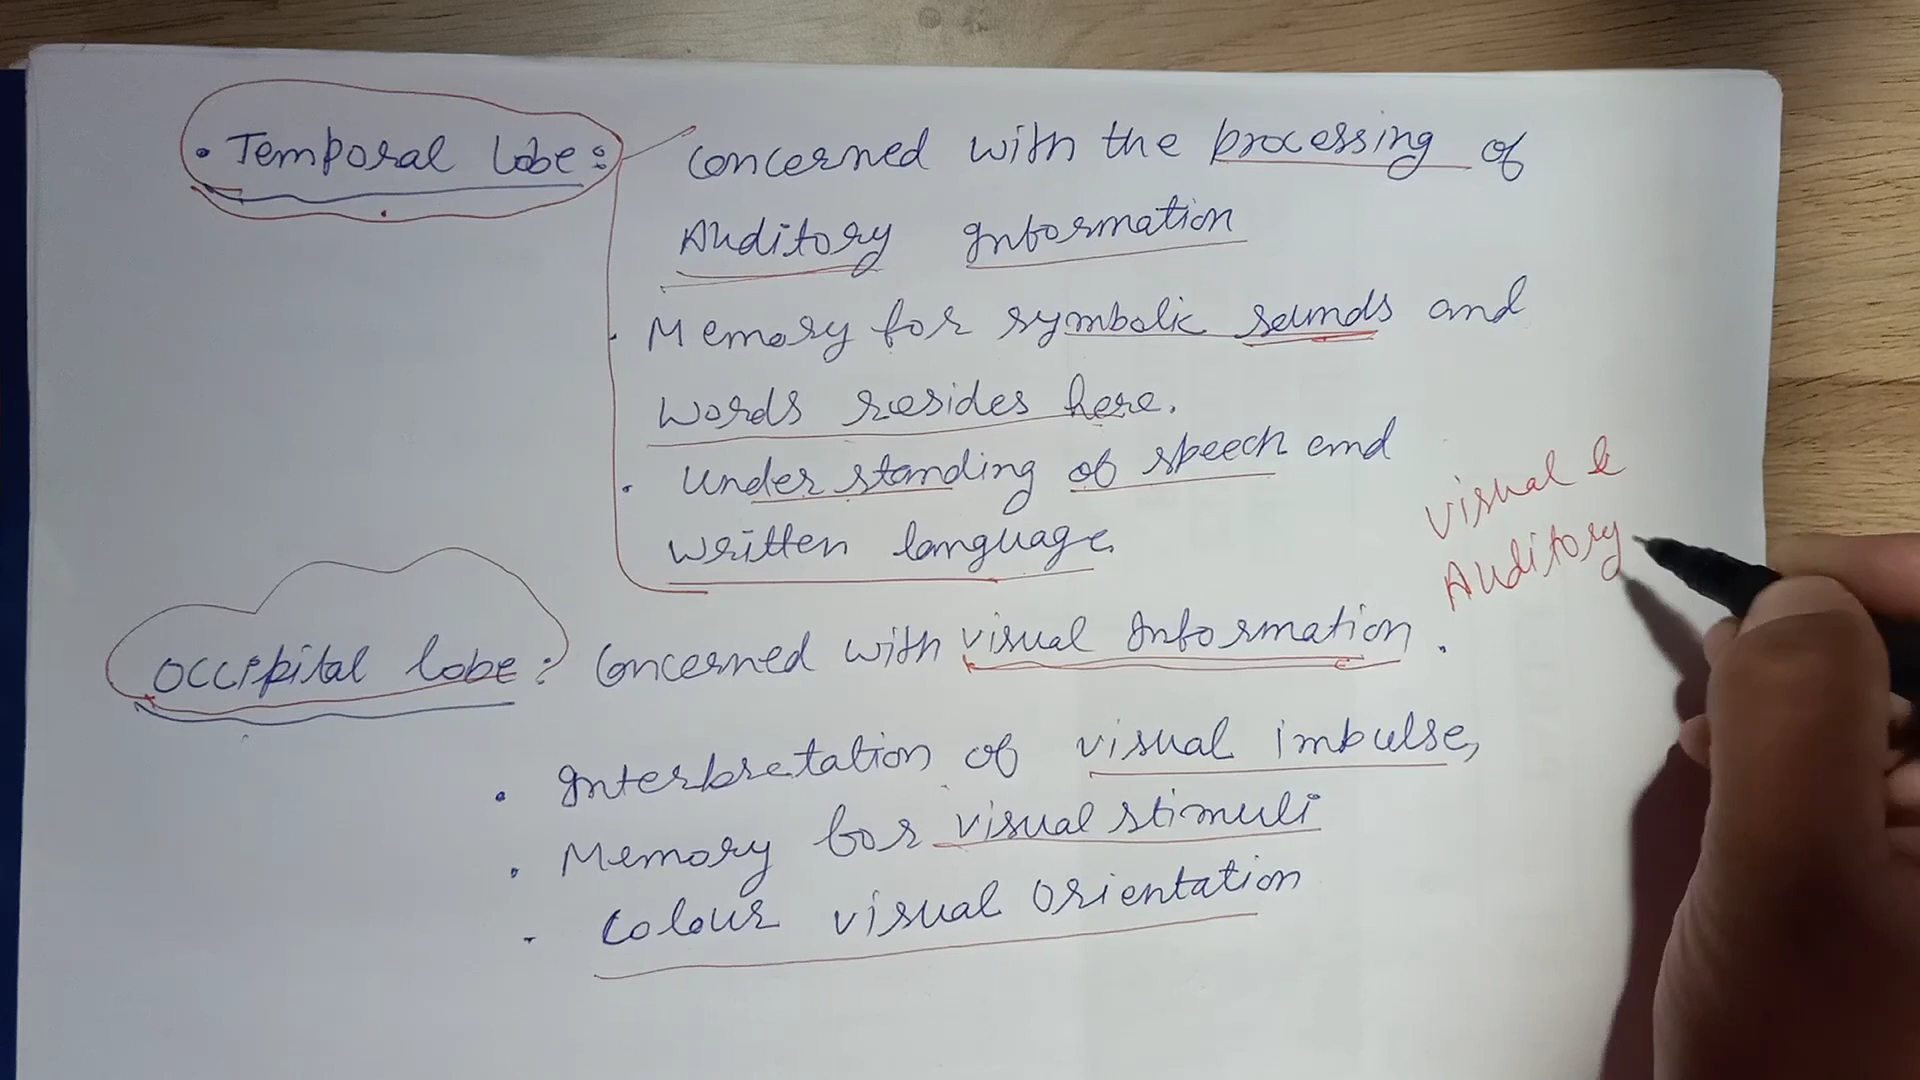 • Temporal lobe: concerned with the processing of
Auditory Information
• Memory for symbolic sounds and
words resides here.
• Understanding of speech and
written language.
visual &
Auditory
Occipital lobe: Concerned with visual Information.
• Interpretation of visual impulse,
• Memory for visual stimuli
• Colour visual Orientation